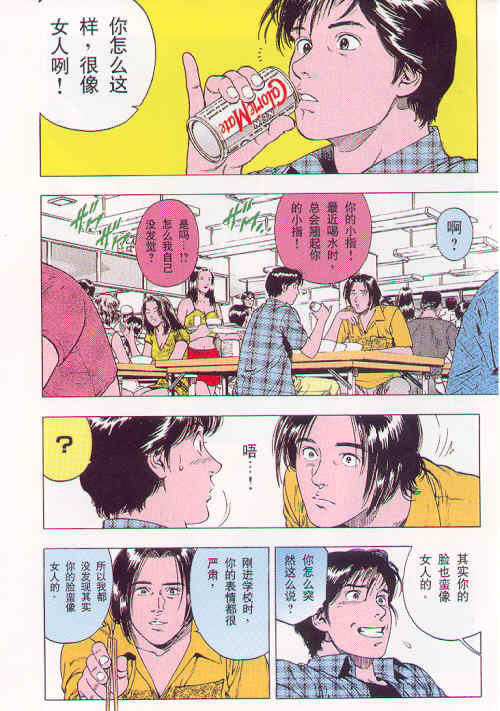 你怎么这
样，很像
女人咧！
CalorieMate
啊？
你的小指！
最近喝水时，
总会翘起你
的小指！
是吗…!?
怎么我自己
没发觉？
唔……
？
其实你的
脸也蛮像
女人的。
你怎么突
然这么说？
刚进学校时，
你的表情都很
严肃，
所以我都
没发现其实
你的脸蛮像
女人的。